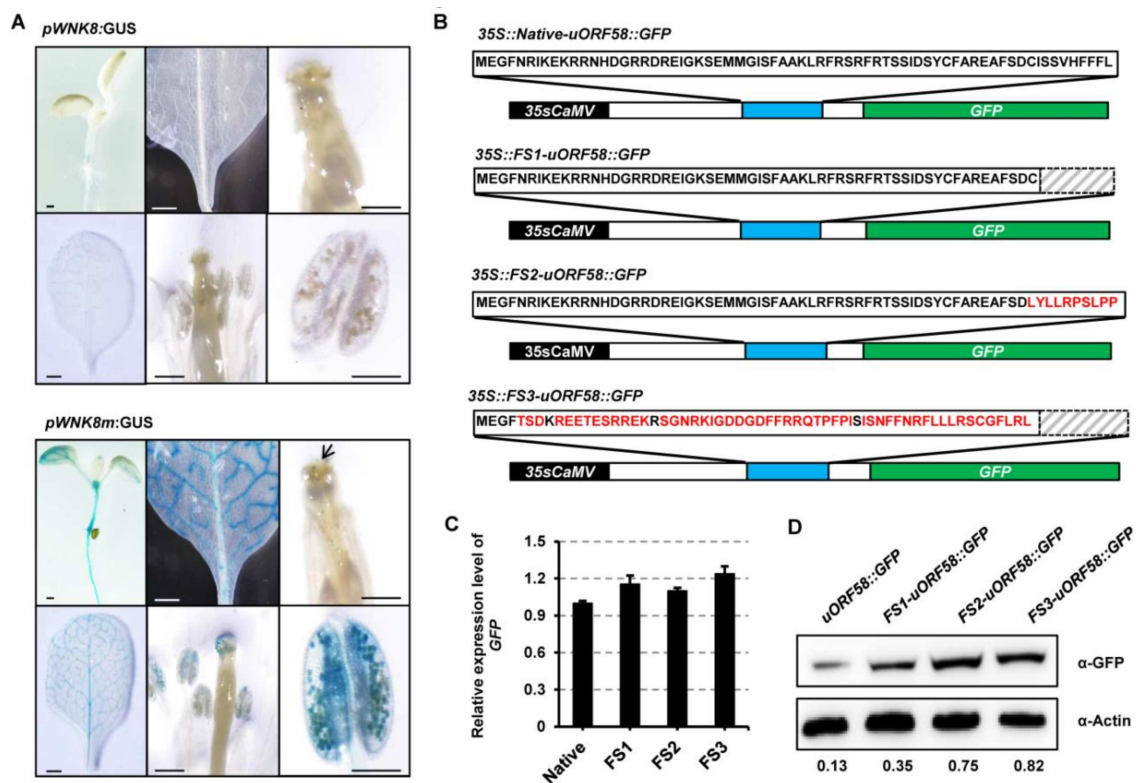 A
pWNK8:GUS
pWNK8m:GUS
B
35S::Native-uORF58::GFP
MEGFNRIKEKRRNHDGRRDREIGKSEMMGISFAAKLRFRSRFRTSSIDSYCFAREAFSDCISSVHFFFL
35sCaMV GFP
35S::FS1-uORF58::GFP
MEGFNRIKEKRRNHDGRRDREIGKSEMMGISFAAKLRFRSRFRTSSIDSYCFAREAFSDC
35sCaMV GFP
35S::FS2-uORF58::GFP
MEGFNRIKEKRRNHDGRRDREIGKSEMMGISFAAKLRFRSRFRTSSIDSYCFAREAFSDLYLLRPSLPP
35sCaMV GFP
35S::FS3-uORF58::GFP
MEGFTSDKREETESRREKRSGNRKIGDDGDFFRRQTPFPISISNFFNRFLLLRSCGFLRL
35sCaMV GFP
C
Relative expression level of
GFP
1.5
1.2
0.9
0.6
0.3
0
Native FS1 FS2 FS3
D
uORF58::GFP FS1-uORF58::GFP FS2-uORF58::GFP FS3-uORF58::GFP
α-GFP
α-Actin
0.13 0.35 0.75 0.82